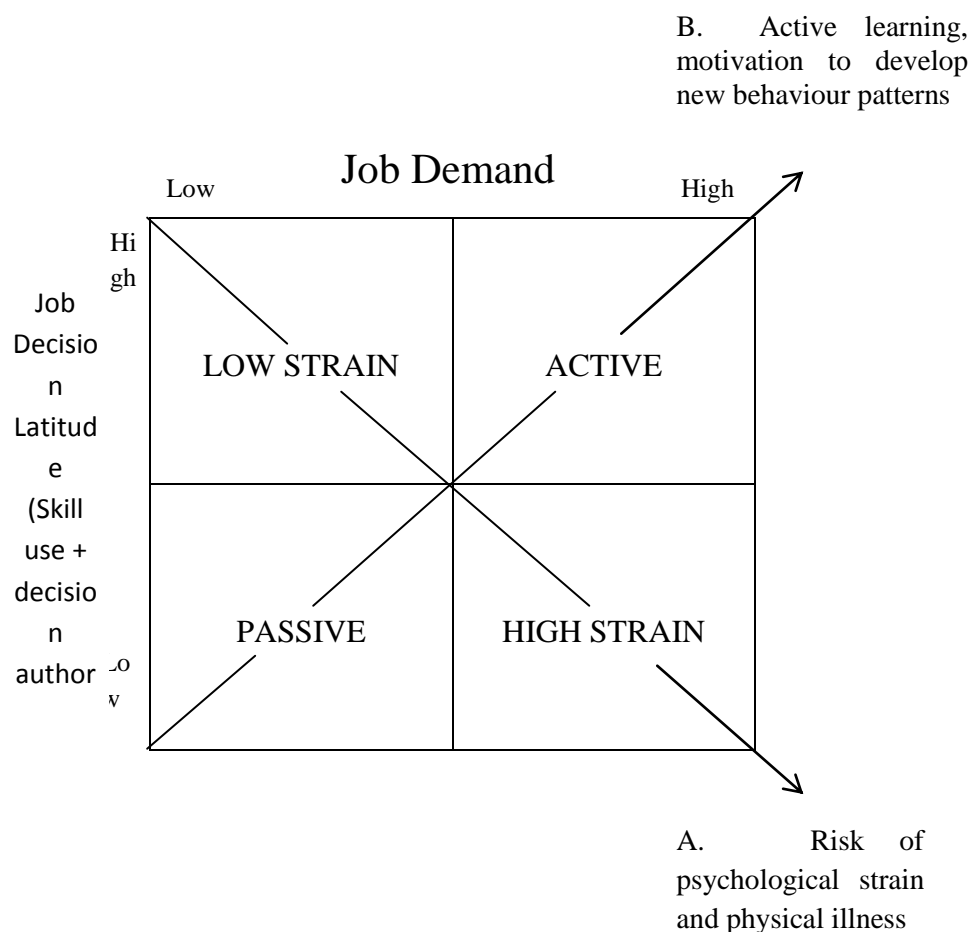 B. Active learning,
motivation to develop
new behaviour patterns
Job Demand
Low
High
Hi
gh
Job
Decisio
n
Latitud
e
(Skill
use +
decisio
n
author
LOW STRAIN
ACTIVE
PASSIVE
HIGH STRAIN
A. Risk of
psychological strain
and physical illness